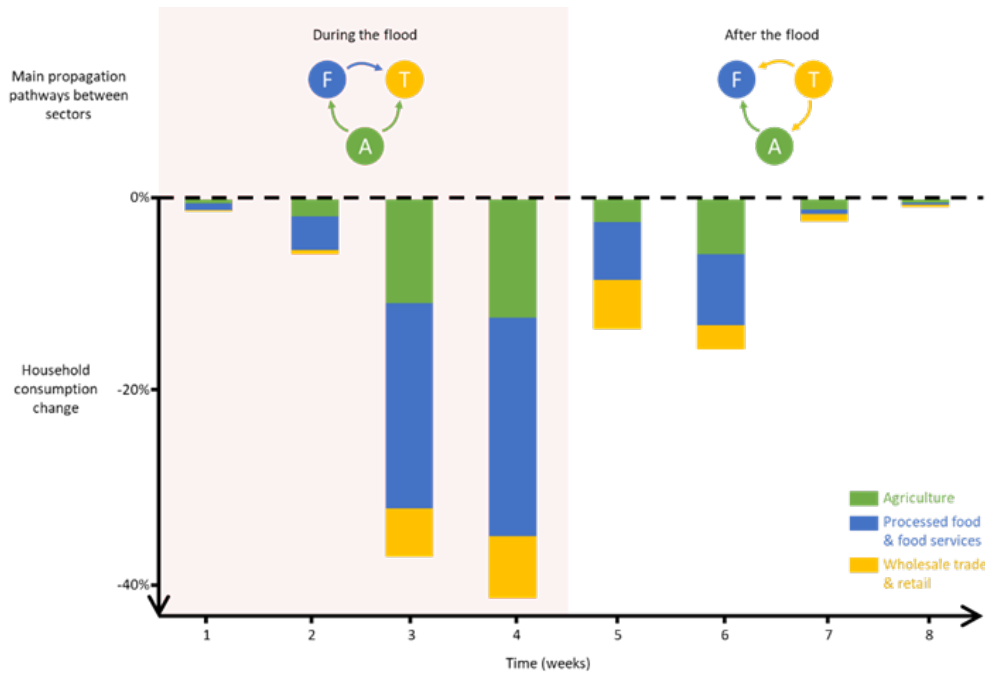 During the flood
After the flood
Main propagation
pathways between
sectors
F
T
A
F
T
A
0%
Household
consumption
change
-20%
-40%
Agriculture
Processed food
& food services
Wholesale trade
& retail
1 2 3 4 5 6 7 8
Time (weeks)